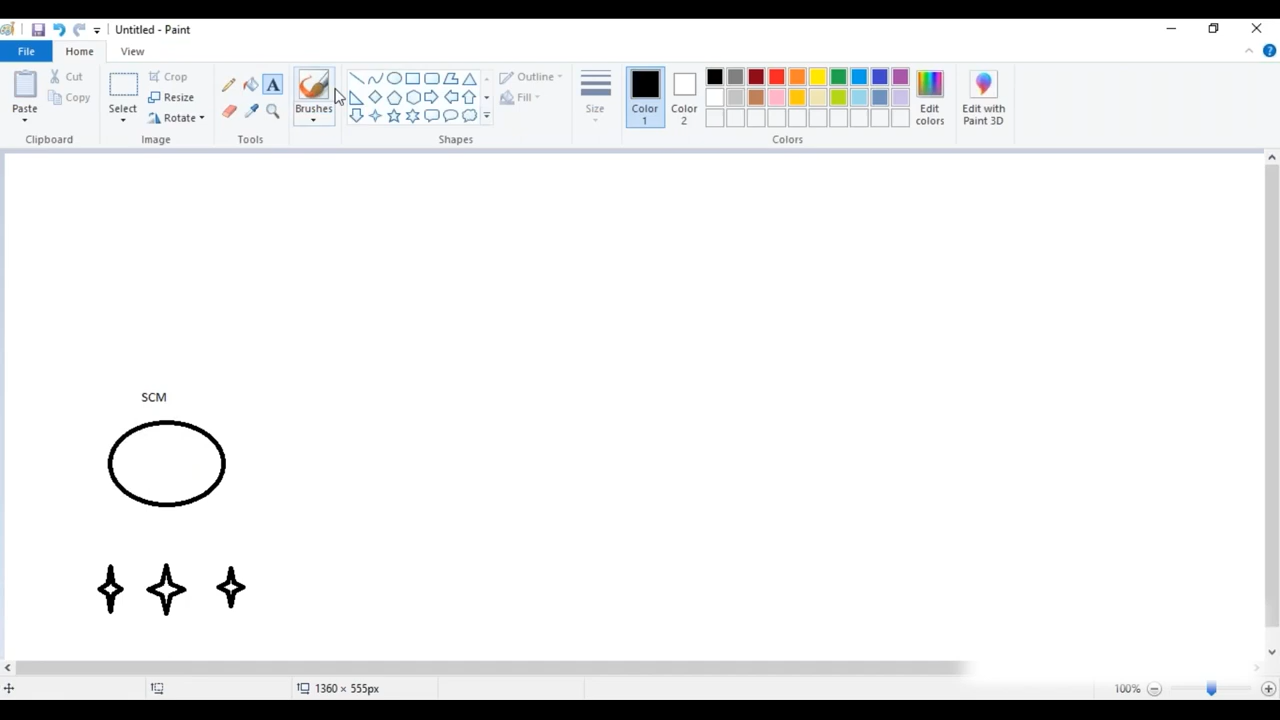 Untitled - Paint
File Home View
Paste
Cut
Copy
Clipboard
Select
Crop
Resize
Rotate
Image
A
Tools
Brushes
Shapes
Outline
Fill
Size
Color 1
Color 2
Colors
Edit colors
Edit with Paint 3D
SCM
1360 × 555px
100%